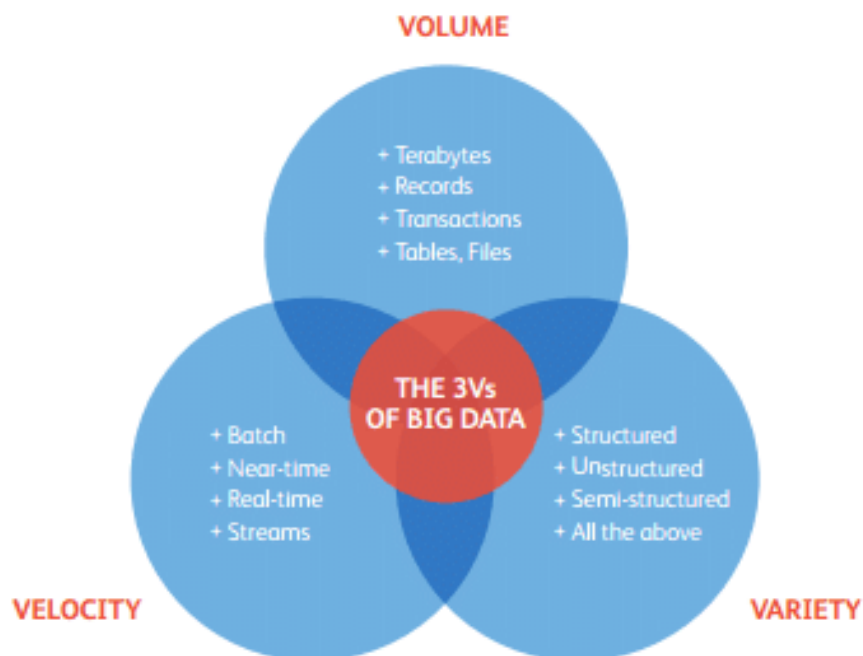 VOLUME
+ Terabytes
+ Records
+ Transactions
+ Tables, Files
THE 3Vs
OF BIG DATA
+ Batch
+ Near-time
+ Real-time
+ Streams
+ Structured
+ Unstructured
+ Semi-structured
+ All the above
VELOCITY
VARIETY